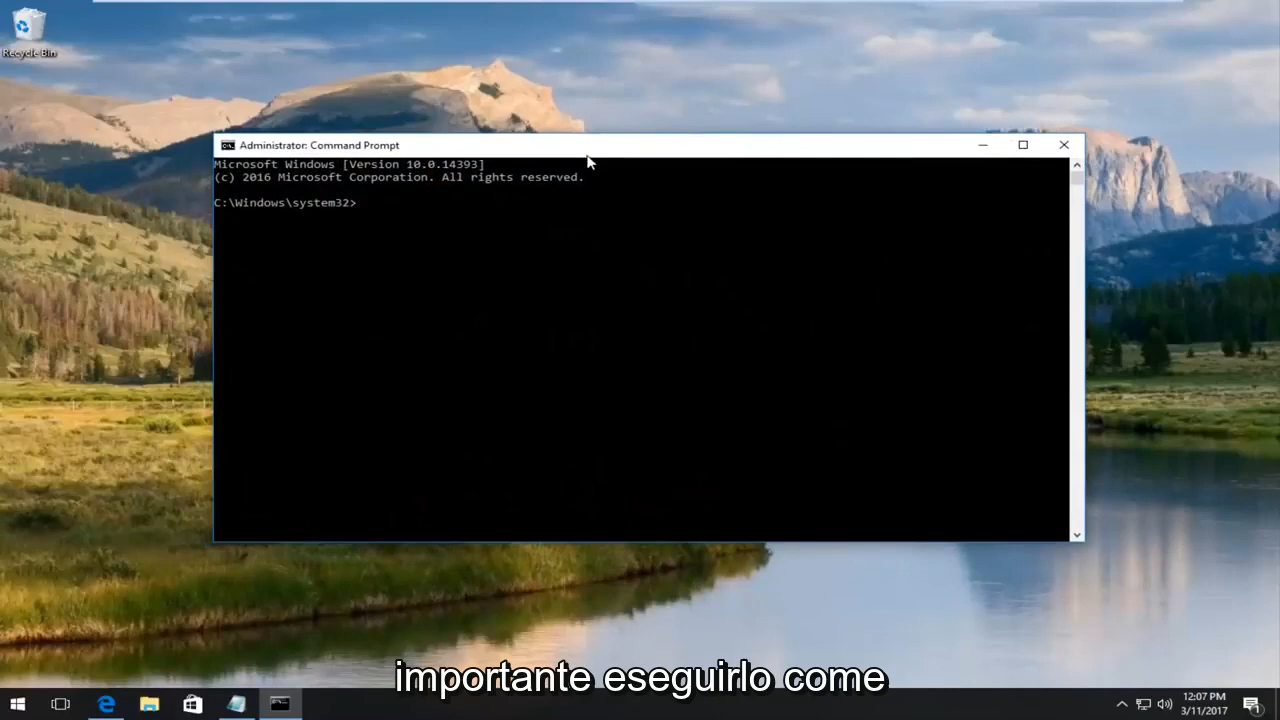 Recycle Bin
Administrator: Command Prompt
Microsoft Windows [Version 10.0.14393]
(c) 2016 Microsoft Corporation. All rights reserved.
C:\Windows\system32>
importante eseguirlo come
12:07 PM
3/11/2017
1